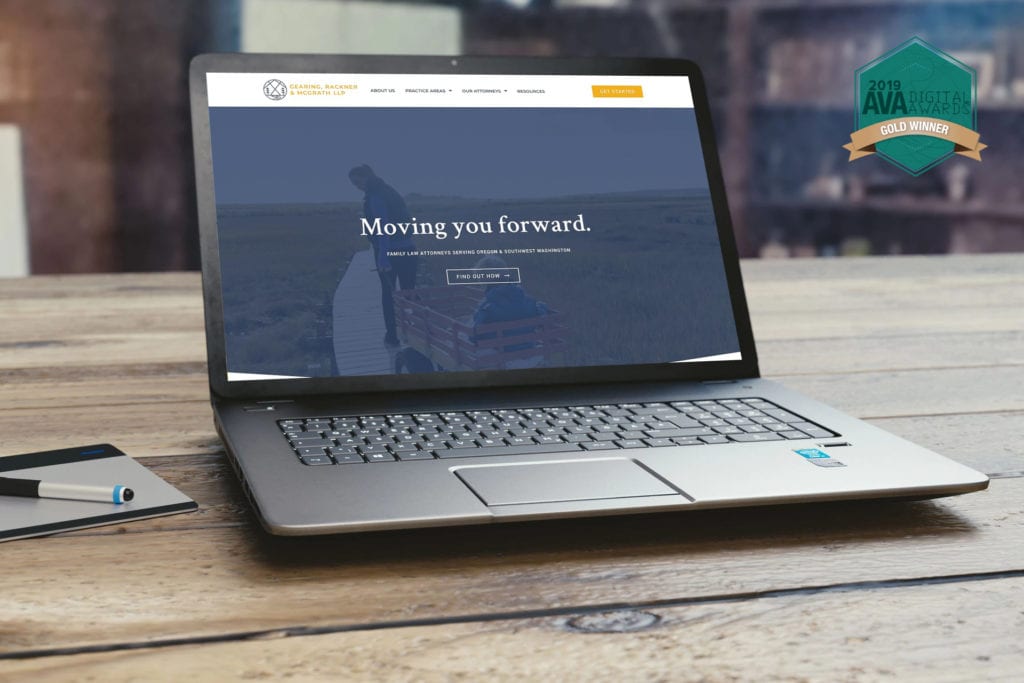 GEARING, RACKNER
& MCGRATH LLP
ABOUT US
PRACTICE AREAS
OUR ATTORNEYS
RESOURCES
GET STARTED
2019
AVA DIGITAL
AWARDS
GOLD WINNER
Moving you forward.
FAMILY LAW ATTORNEYS SERVING OREGON & SOUTHWEST WASHINGTON.
FIND OUT HOW →